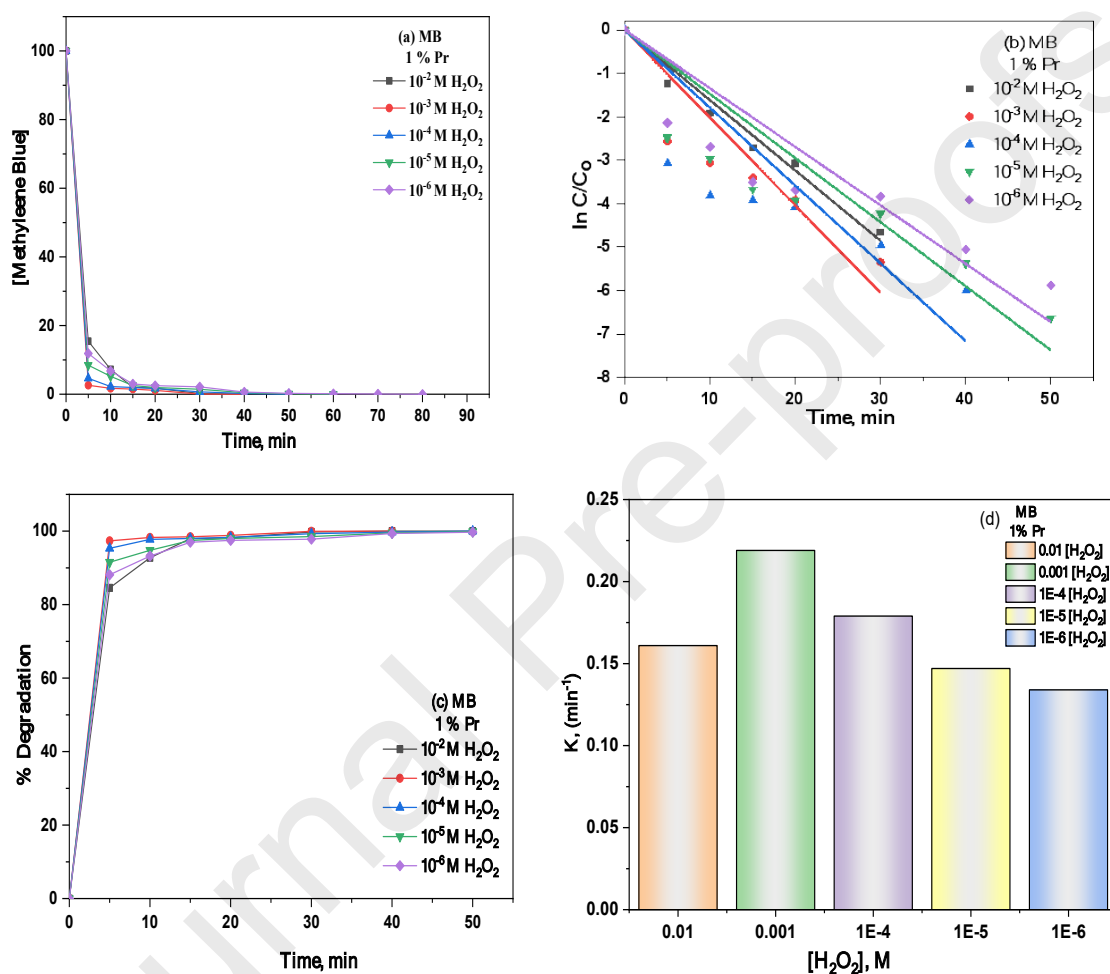 (a) MB
1 % Pr
10⁻² M H₂O₂
10⁻³ M H₂O₂
10⁻⁴ M H₂O₂
10⁻⁵ M H₂O₂
10⁻⁶ M H₂O₂
100
80
60
40
20
0
[Methyleene Blue]
0 10 20 30 40 50 60 70 80 90
Time, min
(b) MB
1 % Pr
10⁻² M H₂O₂
10⁻³ M H₂O₂
10⁻⁴ M H₂O₂
10⁻⁵ M H₂O₂
10⁻⁶ M H₂O₂
0
-1
-2
-3
-4
-5
-6
-7
-8
ln C/Co
0 10 20 30 40 50
Time, min
(c) MB
1 % Pr
10⁻² M H₂O₂
10⁻³ M H₂O₂
10⁻⁴ M H₂O₂
10⁻⁵ M H₂O₂
10⁻⁶ M H₂O₂
100
80
60
40
20
0
% Degradation
0 10 20 30 40 50
Time, min
(d)
MB
1% Pr
0.01 [H₂O₂]
0.001 [H₂O₂]
1E-4 [H₂O₂]
1E-5 [H₂O₂]
1E-6 [H₂O₂]
0.25
0.20
0.15
0.10
0.05
0.00
K, (min⁻¹)
0.01 0.001 1E-4 1E-5 1E-6
[H₂O₂], M
urnal Pre-proofs